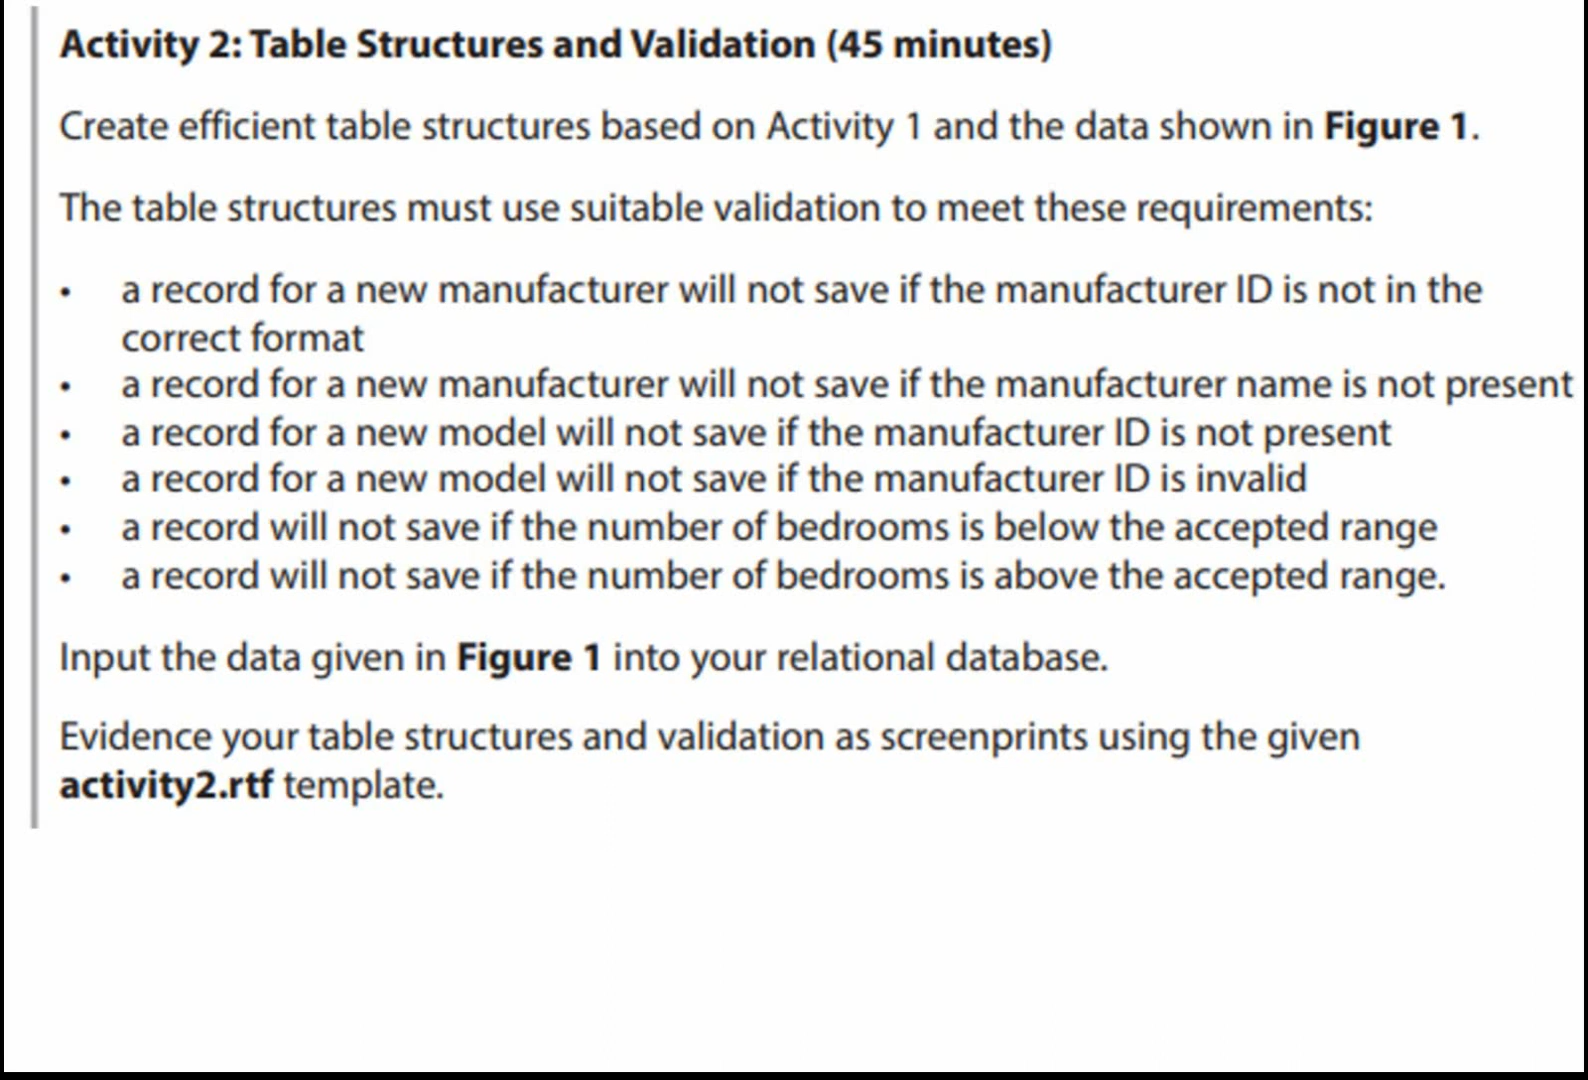 Activity 2: Table Structures and Validation (45 minutes)
Create efficient table structures based on Activity 1 and the data shown in Figure 1.
The table structures must use suitable validation to meet these requirements:
• a record for a new manufacturer will not save if the manufacturer ID is not in the
correct format
• a record for a new manufacturer will not save if the manufacturer name is not present
• a record for a new model will not save if the manufacturer ID is not present
• a record for a new model will not save if the manufacturer ID is invalid
• a record will not save if the number of bedrooms is below the accepted range
• a record will not save if the number of bedrooms is above the accepted range.
Input the data given in Figure 1 into your relational database.
Evidence your table structures and validation as screenprints using the given
activity2.rtf template.